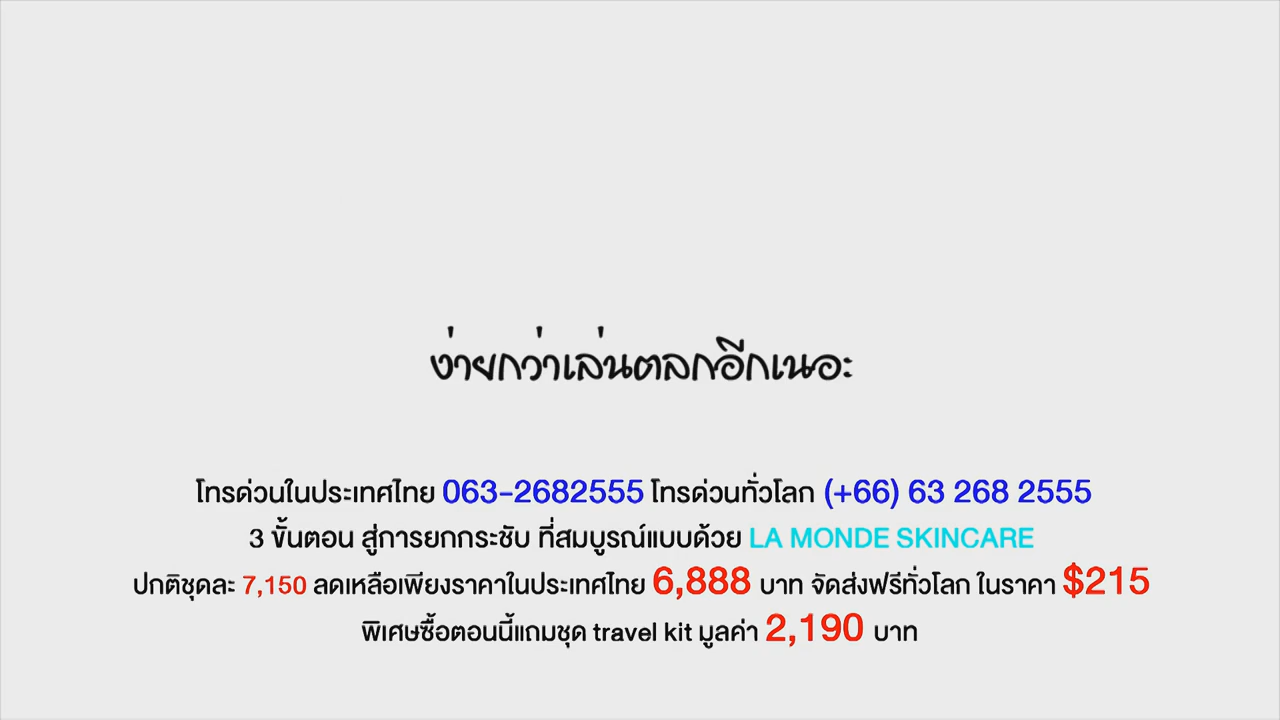 ง่ายกว่าเล่นตลกอีกเนอะ
โทรด่วนในประเทศไทย 063-2682555 โทรด่วนทั่วโลก (+66) 63 268 2555
3 ขั้นตอน สู่การยกกระชับ ที่สมบูรณ์แบบด้วย LA MONDE SKINCARE
ปกติชุดละ 7,150 ลดเหลือเพียงราคาในประเทศไทย 6,888 บาท จัดส่งฟรีทั่วโลก ในราคา $215
พิเศษซื้อตอนนี้แถมชุด travel kit มูลค่า 2,190 บาท